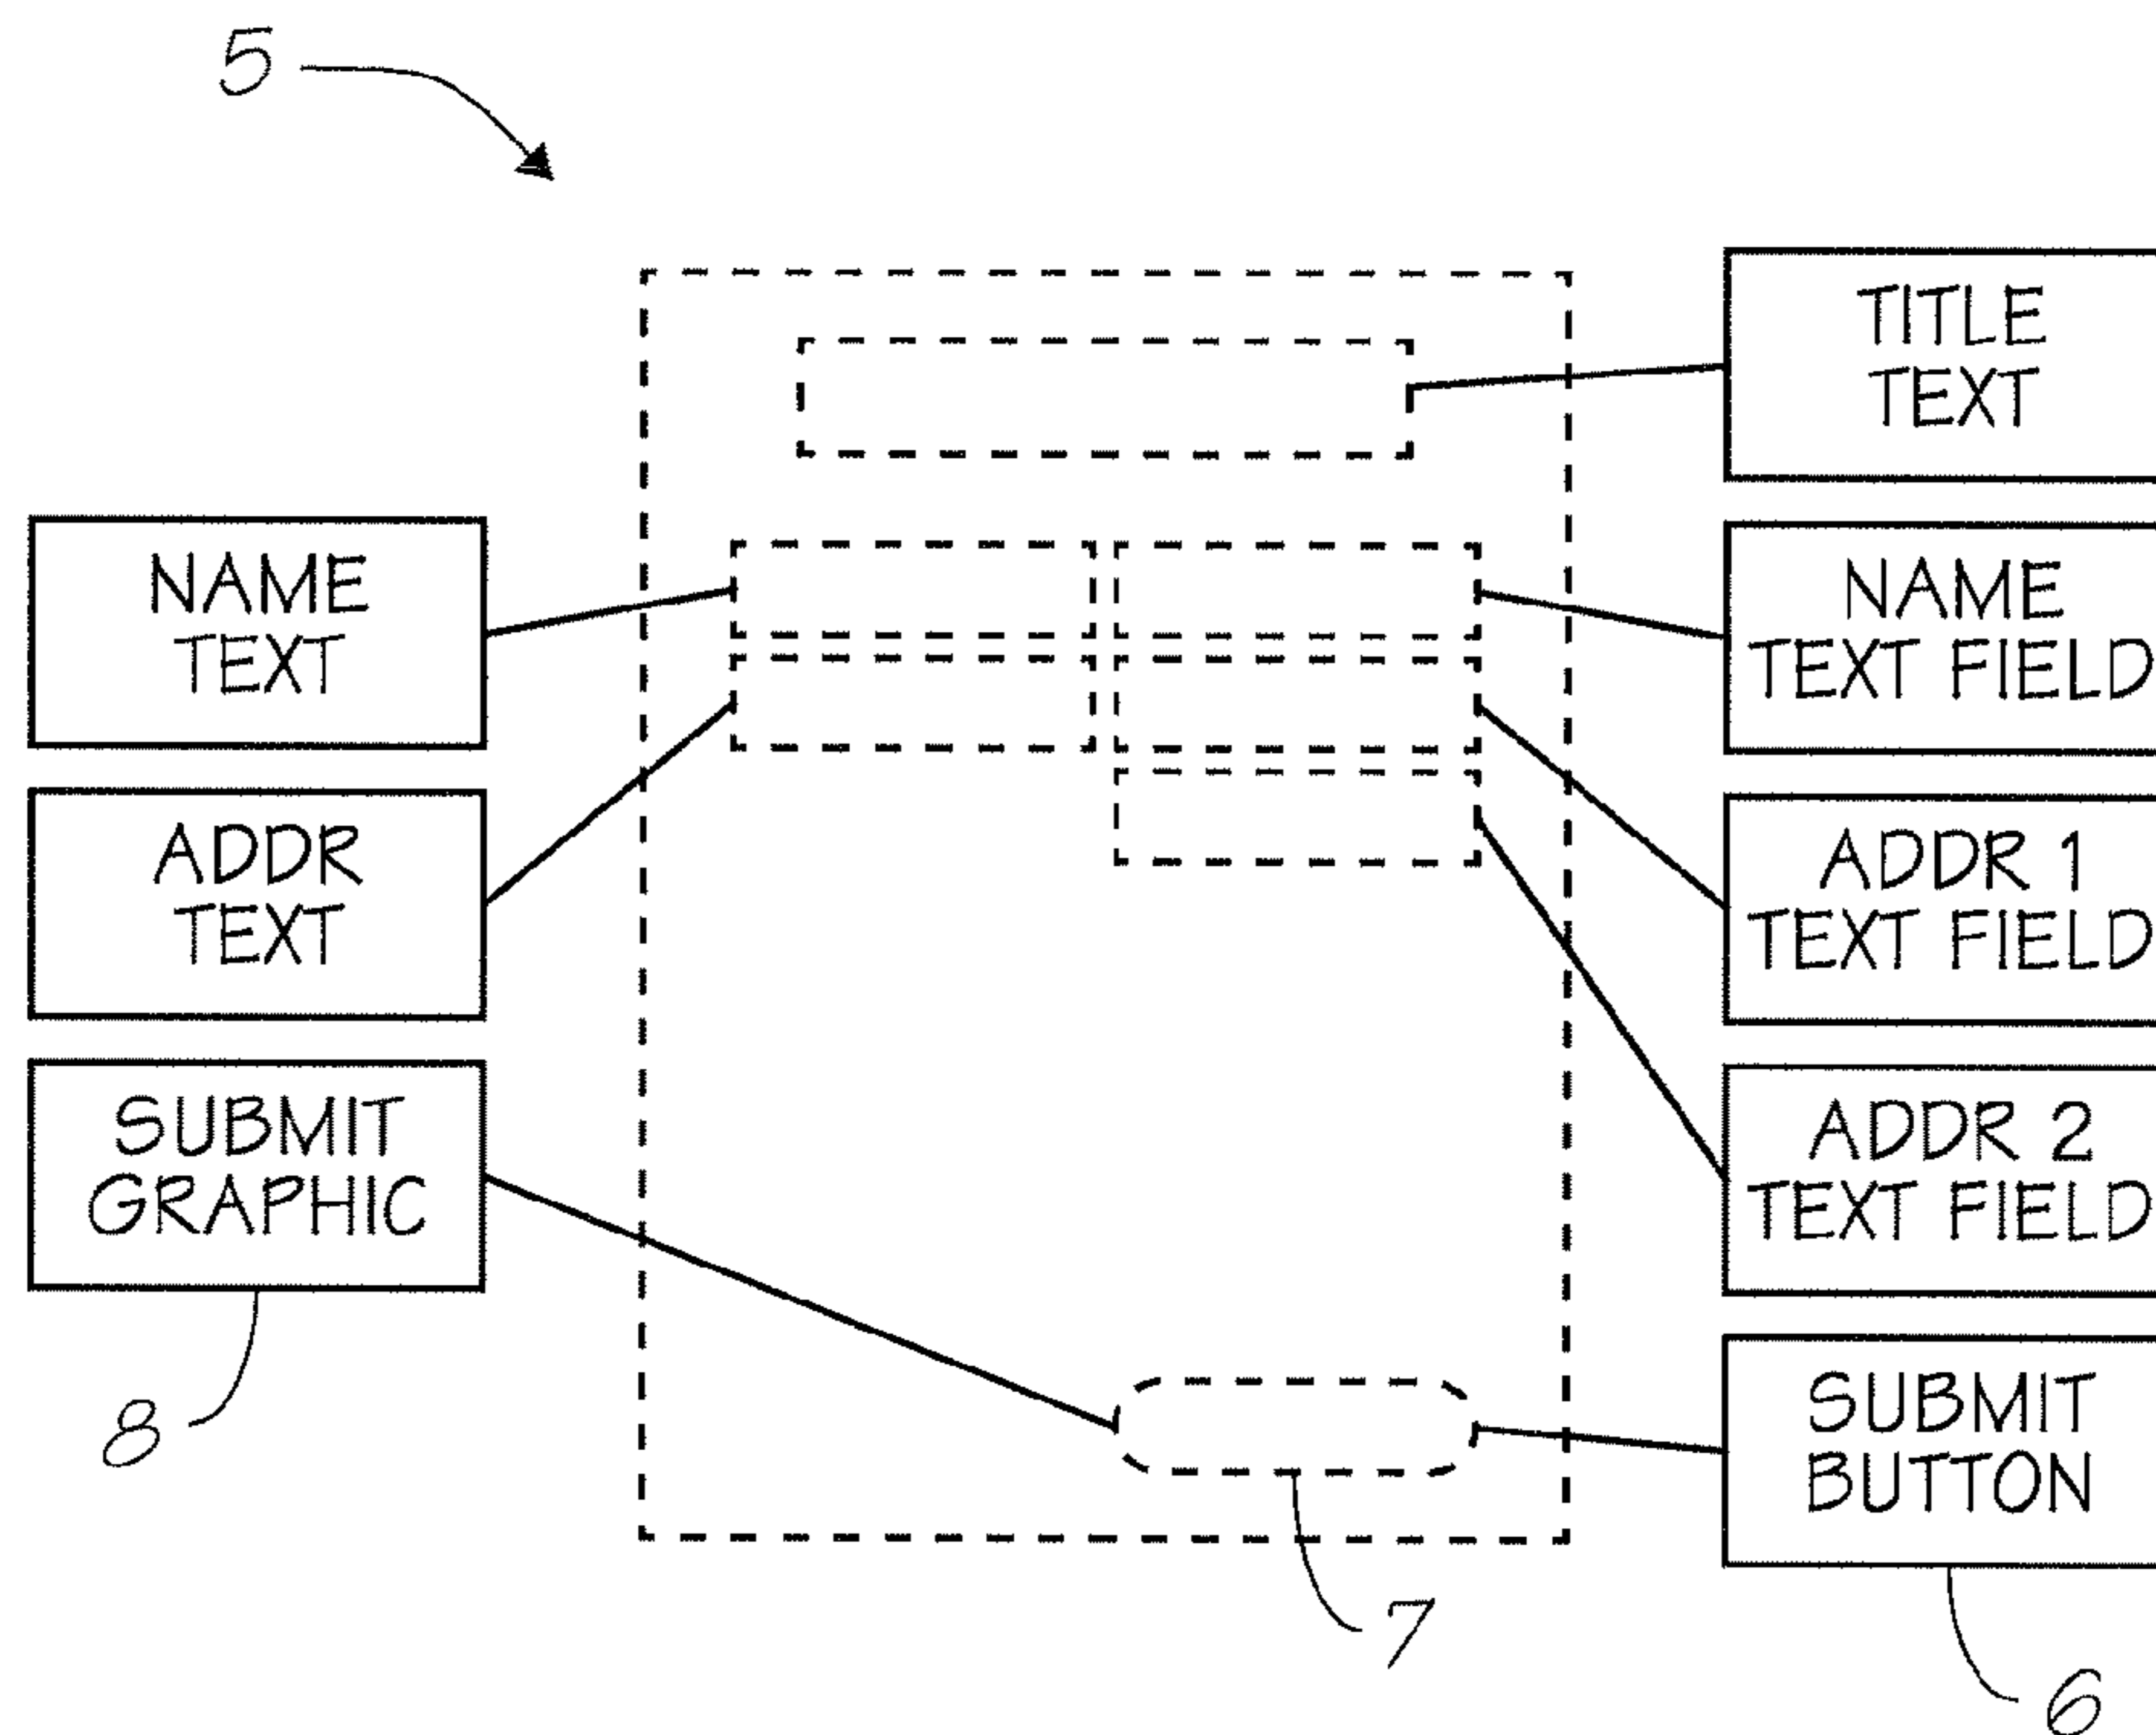 5
TITLE
TEXT
NAME
TEXT
NAME
TEXT FIELD
ADDR
TEXT
ADDR 1
TEXT FIELD
SUBMIT
GRAPHIC
ADDR 2
TEXT FIELD
8
SUBMIT
BUTTON
7
6